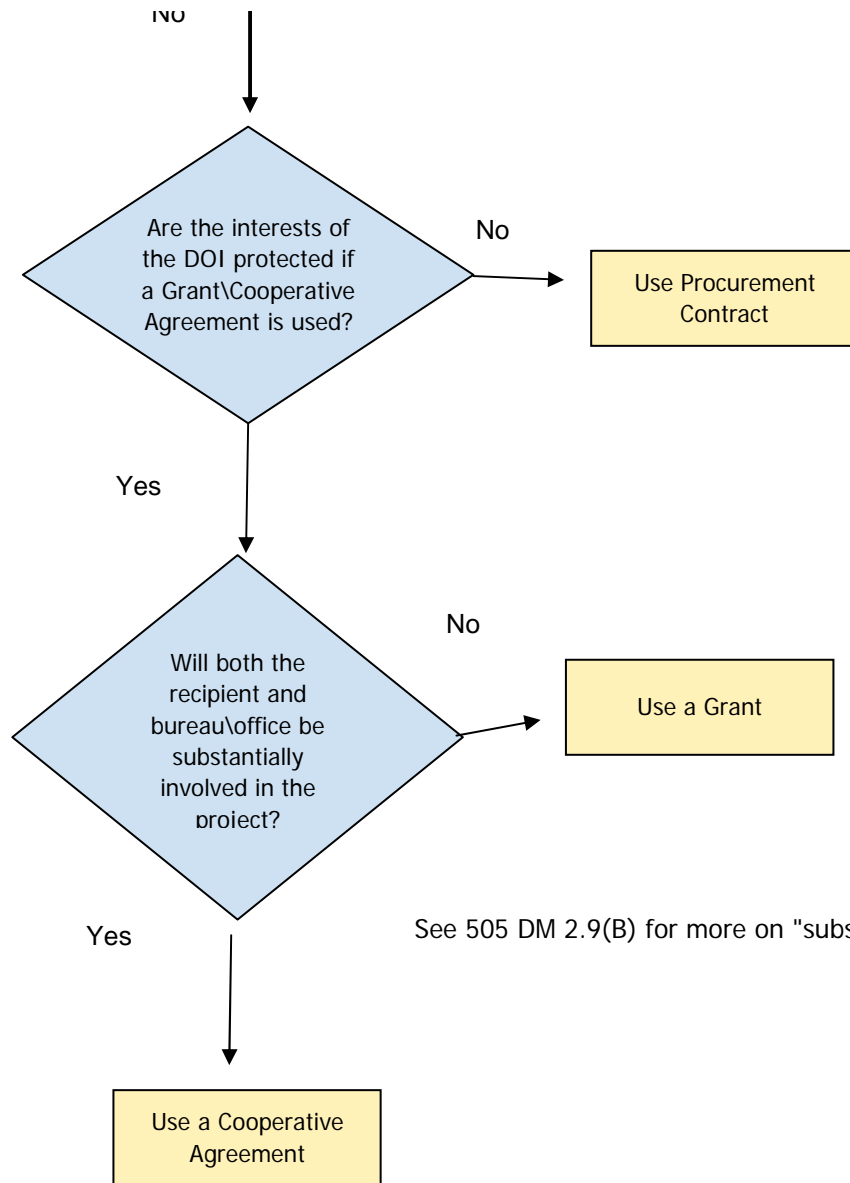 No
Are the interests of
the DOI protected if
a Grant\Cooperative
Agreement is used?
No
Use Procurement
Contract
Yes
Will both the
recipient and
bureau\office be
substantially
involved in the
project?
No
Use a Grant
Yes
See 505 DM 2.9(B) for more on "subs
Use a Cooperative
Agreement